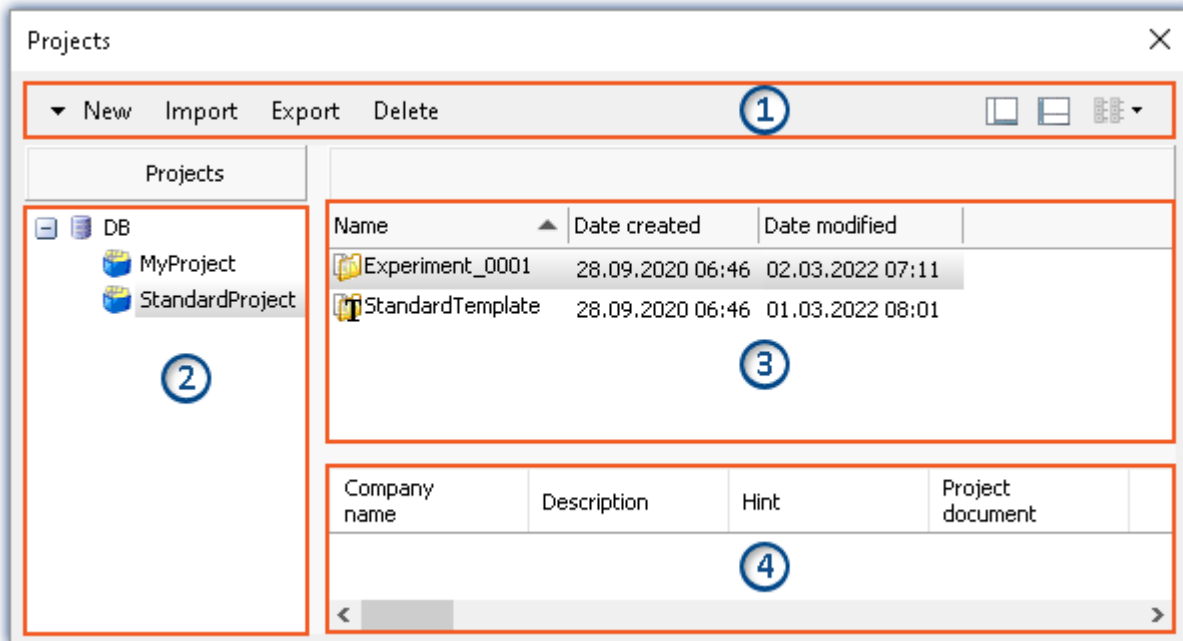 Projects
New Import Export Delete
1
Projects
DB
MyProject
StandardProject
2
Name Date created Date modified
Experiment_0001 28.09.2020 06:46 02.03.2022 07:11
StandardTemplate 28.09.2020 06:46 01.03.2022 08:01
3
Company
name
Description
Hint
Project
document
4